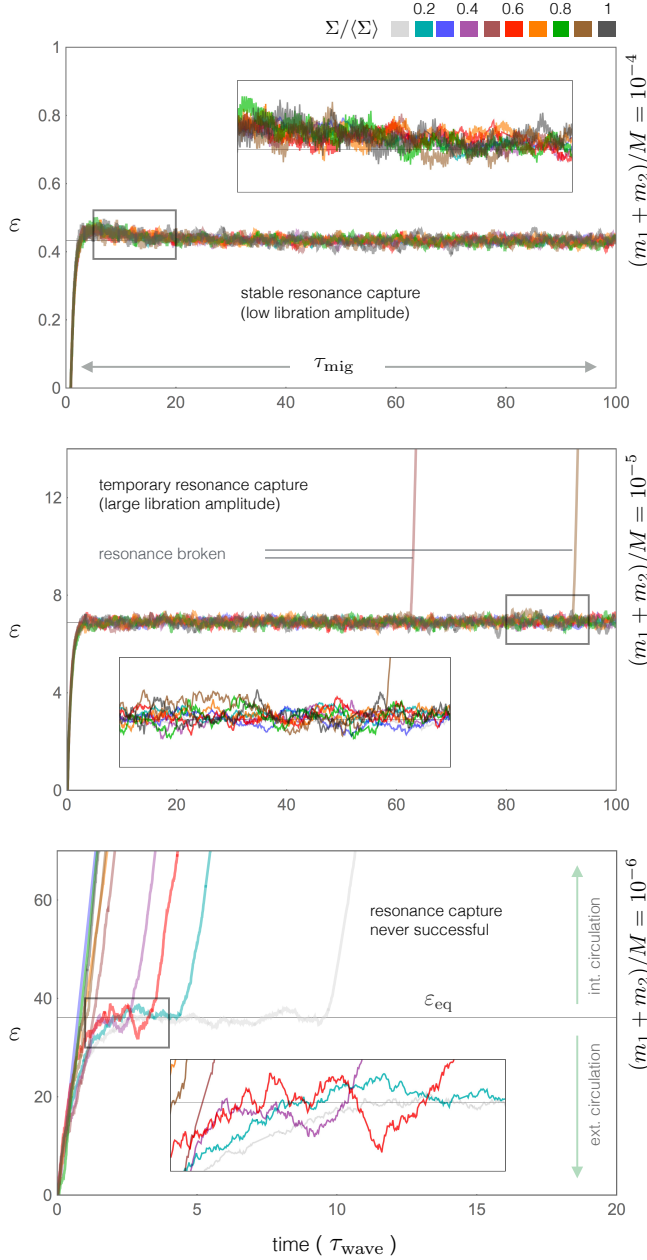 Σ/⟨Σ⟩ 0.2 0.4 0.6 0.8 1
1
0.8
0.6
0.4
0.2
0
ε
stable resonance capture
(low libration amplitude)
τmig
0 20 40 60 80 100
(m₁ + m₂)/M = 10⁻⁴
12
8
4
0
ε
temporary resonance capture
(large libration amplitude)
resonance broken
0 20 40 60 80 100
(m₁ + m₂)/M = 10⁻⁵
60
40
20
0
ε
resonance capture
never successful
εeq
int. circulation
ext. circulation
0 5 10 15 20
(m₁ + m₂)/M = 10⁻⁶
time ( τwave )